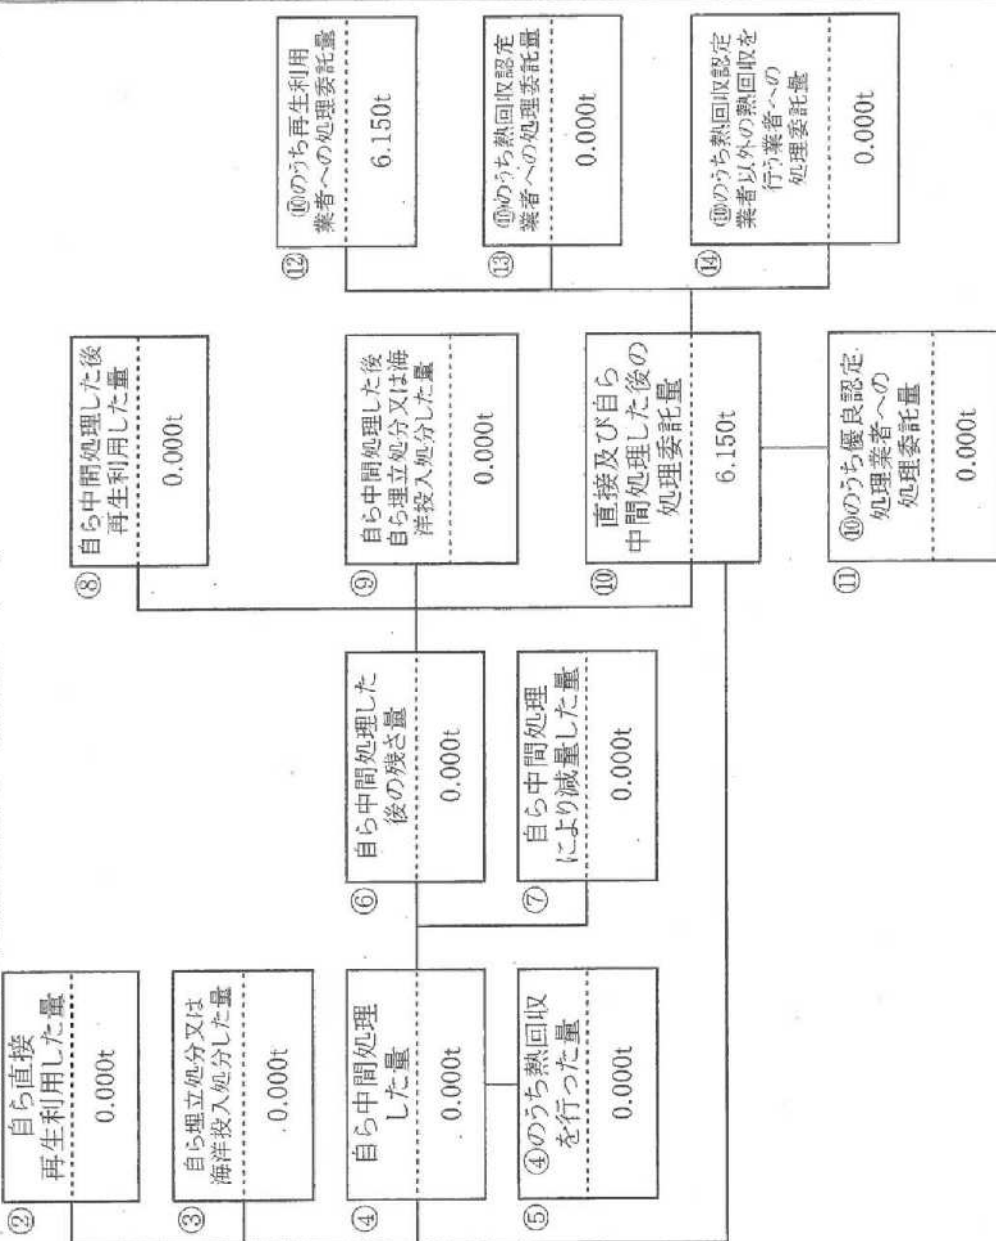 ②
自ら直接
再生利用した量
0.000t
③
自ら埋立処分又は
海洋投入処分した量
0.000t
④
自ら中間処理
した量
0.000t
⑤
④のうち熱回収
を行った量
0.000t
⑥
自ら中間処理した
後の残さ量
0.000t
⑦
自ら中間処理
により減量した量
0.000t
⑧
自ら中間処理した後
再生利用した量
0.000t
⑨
自ら中間処理した後
自ら埋立処分又は海
洋投入処分した量
0.000t
⑩
直接及び自ら
中間処理した後の
処理委託量
6.150t
⑪
⑩のうち優良認定
処理業者への
処理委託量
0.000t
⑫
⑩のうち再生利用
業者への処理委託量
6.150t
⑬
⑩のうち熱回収認定
業者への処理委託量
0.000t
⑭
⑩のうち熱回収認定
業者以外の熱回収を
行う業者への
処理委託量
0.000t